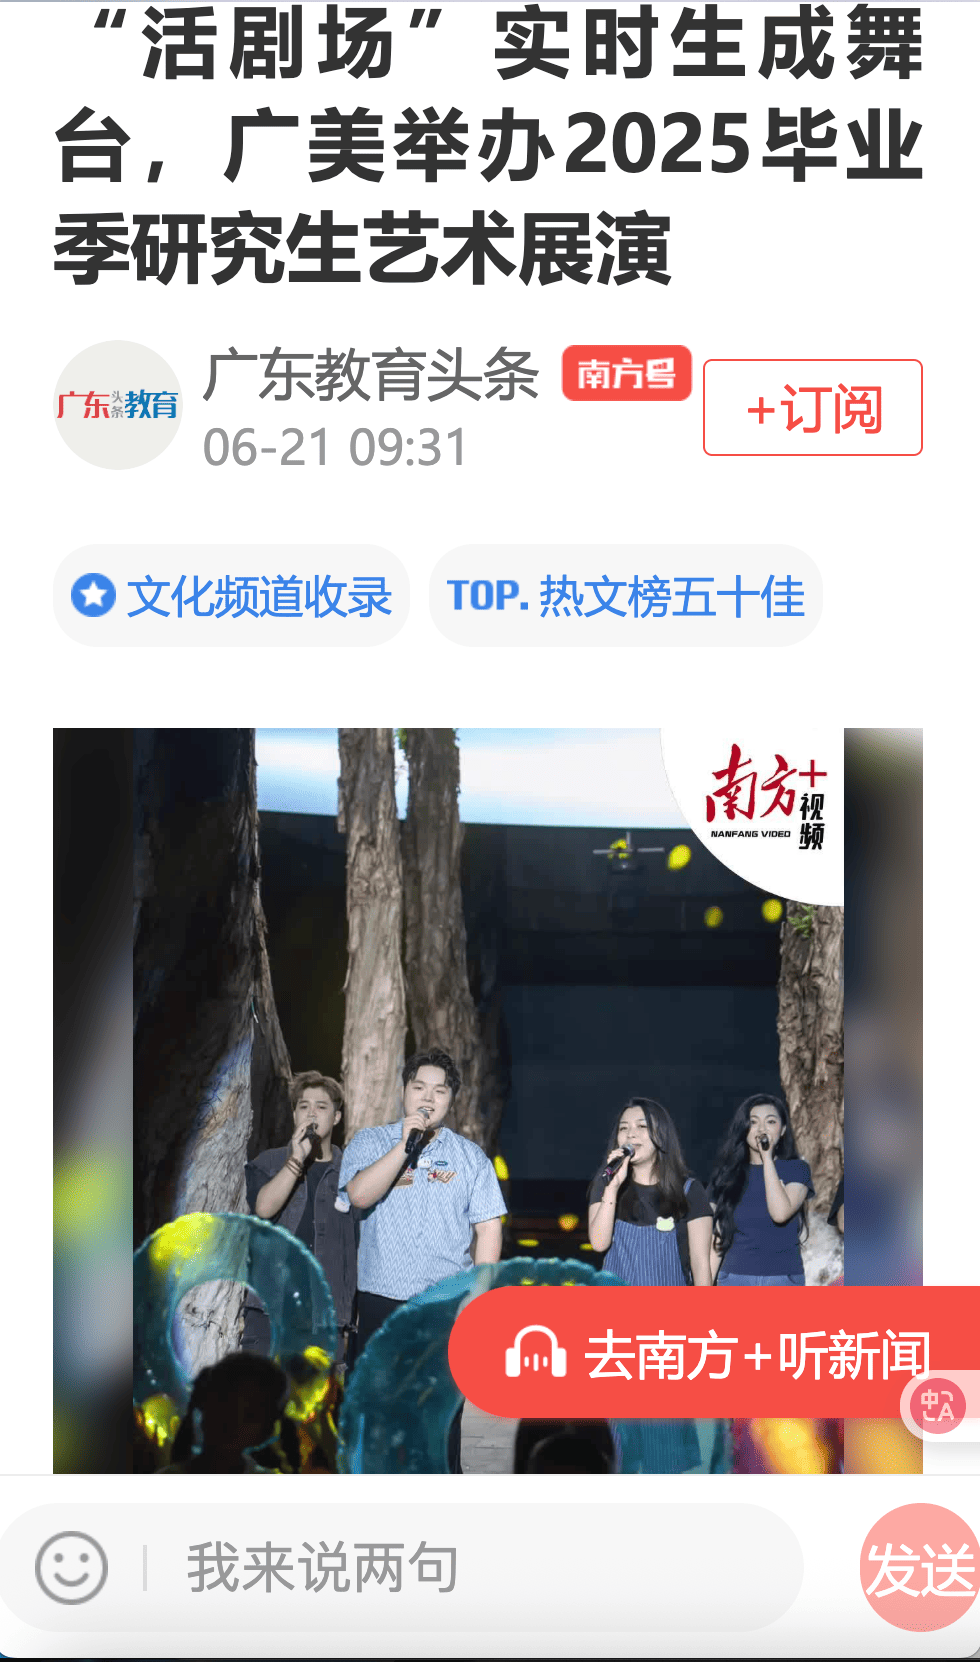 “活剧场”实时生成舞
台，广美举办2025毕业
季研究生艺术展演
广东头条教育
广东教育头条
南方号
06-21 09:31
+订阅
文化频道收录
TOP. 热文榜五十佳
南方+
视频
NANFANG VIDEO
去南方+听新闻
中A
我来说两句
发送